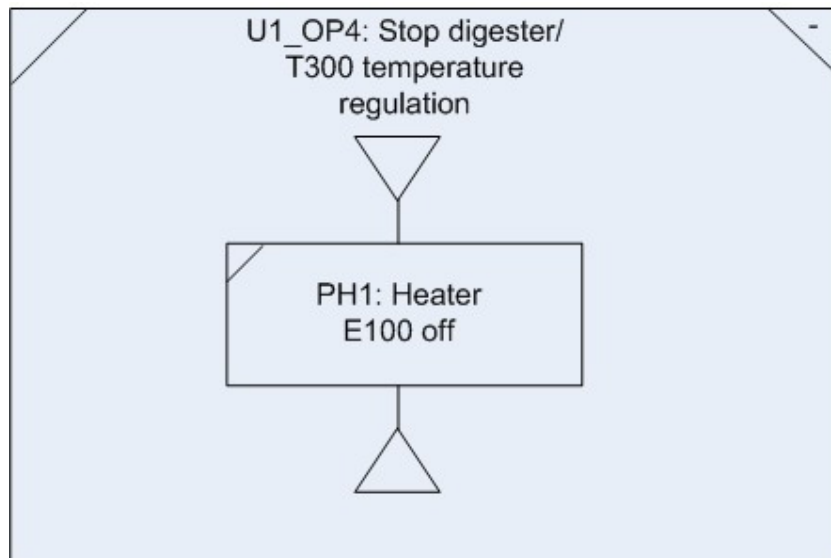 U1_OP4: Stop digester/
T300 temperature
regulation
-
PH1: Heater
E100 off